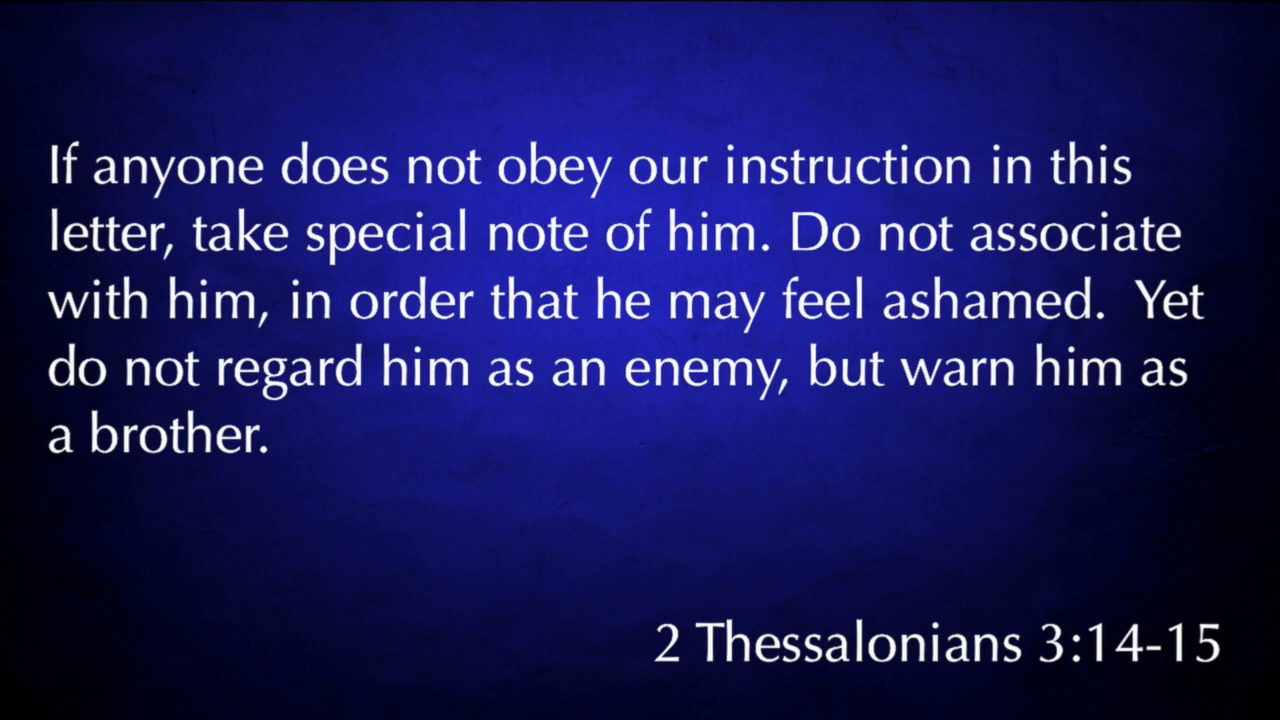 If anyone does not obey our instruction in this
letter, take special note of him. Do not associate
with him, in order that he may feel ashamed.  Yet
do not regard him as an enemy, but warn him as
a brother.
2 Thessalonians 3:14-15